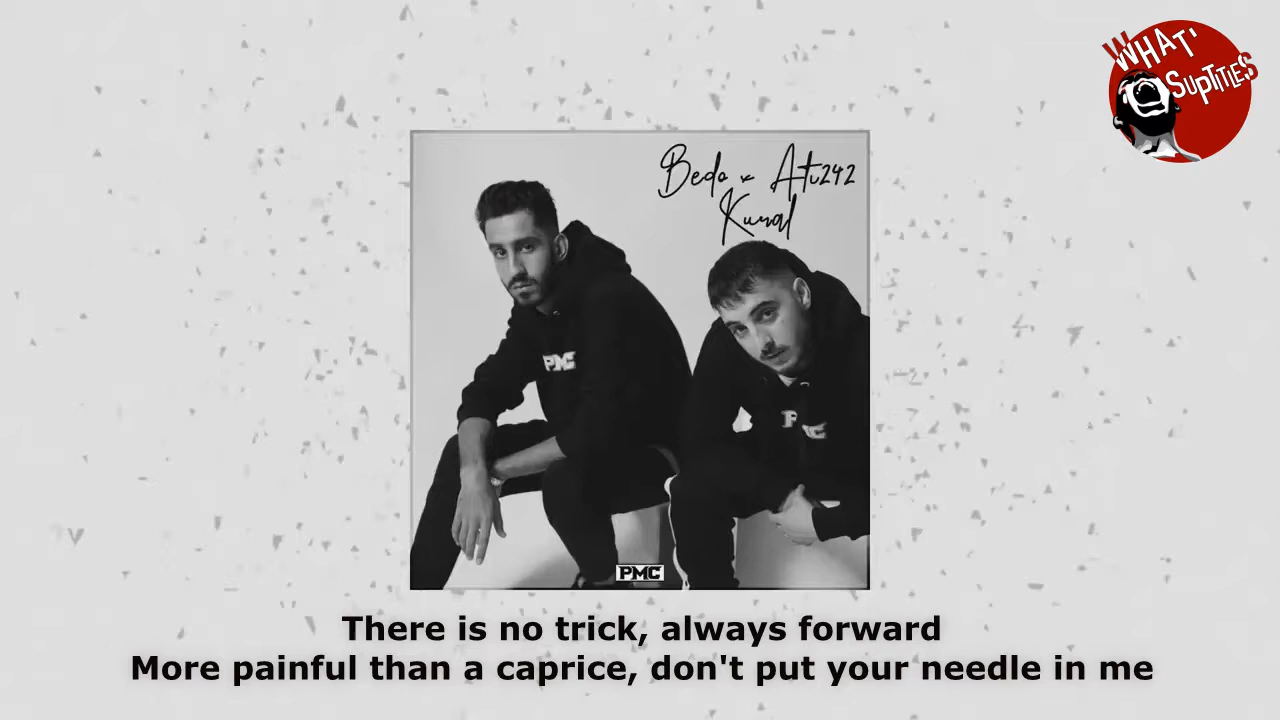 WHAT'
SUPTITLES
Bedo x Ati242
Kural
PMC
PMC
PMC
There is no trick, always forward
More painful than a caprice, don't put your needle in me